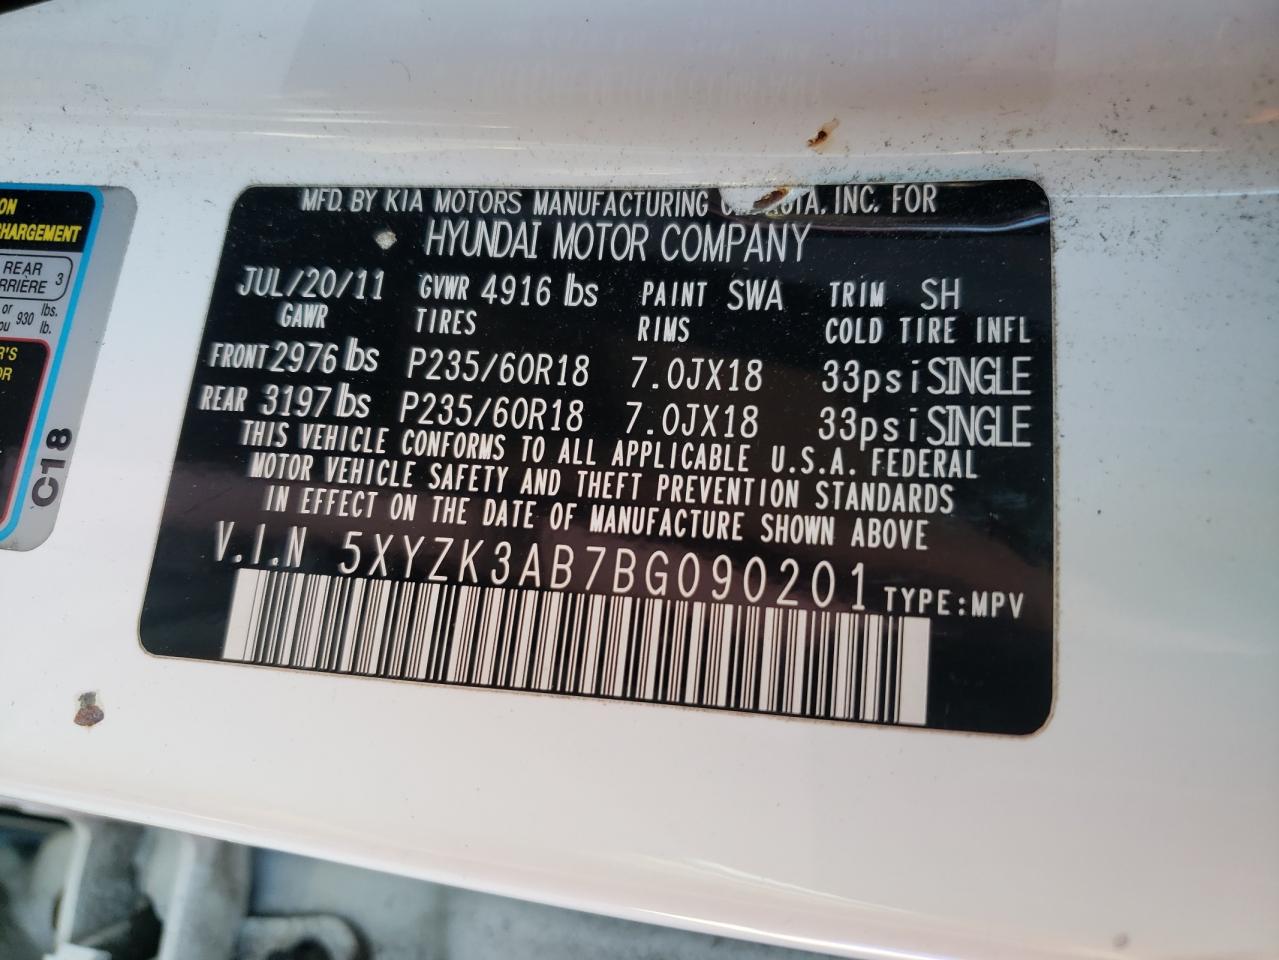 MFD. BY KIA MOTORS MANUFACTURING INC. FOR
HYUNDAI MOTOR COMPANY
JUL/20/11 GVWR 4916 lbs PAINT SWA TRIM SH
GAWR TIRES RIMS COLD TIRE INFL
FRONT 2976 lbs P235/60R18 7.0JX18 33psi SINGLE
REAR 3197 lbs P235/60R18 7.0JX18 33psi SINGLE
THIS VEHICLE CONFORMS TO ALL APPLICABLE U.S.A. FEDERAL
MOTOR VEHICLE SAFETY AND THEFT PREVENTION STANDARDS
IN EFFECT ON THE DATE OF MANUFACTURE SHOWN ABOVE
V.I.N 5XYZK3AB7BG090201 TYPE:MPV
REAR 3
or 930 lbs.
lb.
C18